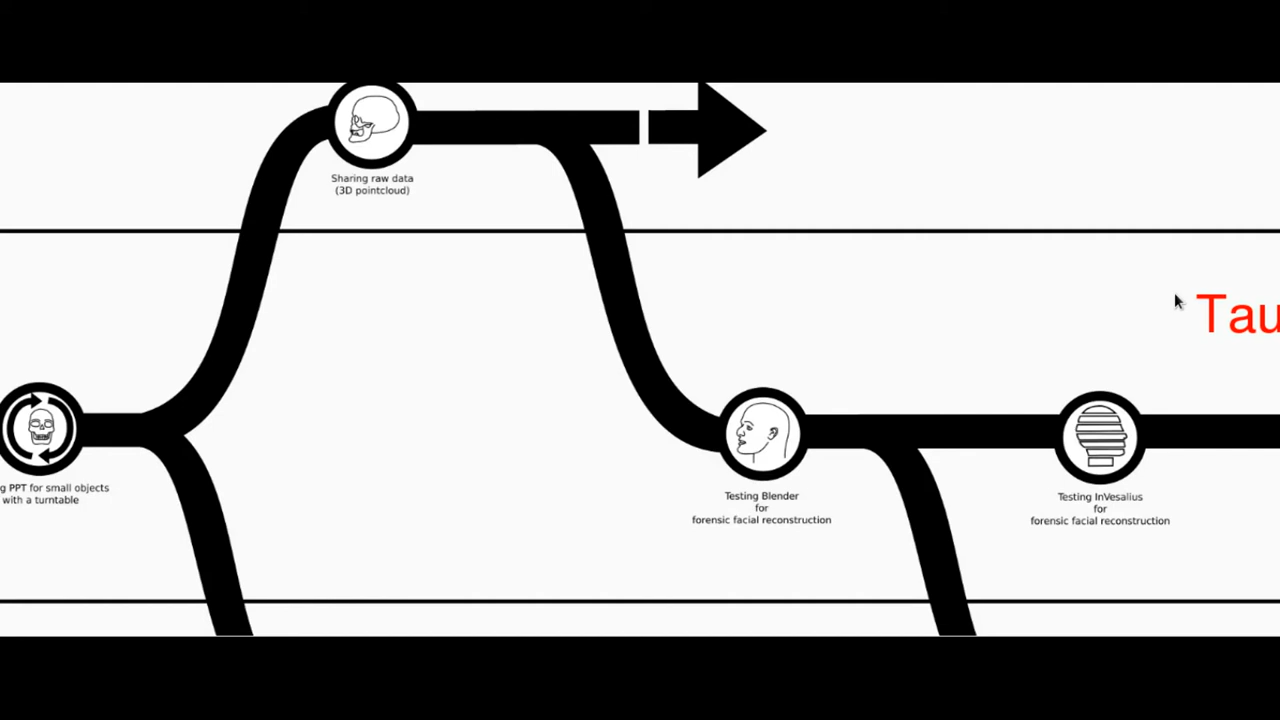 Sharing raw data
(3D pointcloud)
Tau
g PPT for small objects
with a turntable
Testing Blender
for
forensic facial reconstruction
Testing InVesalius
for
forensic facial reconstruction